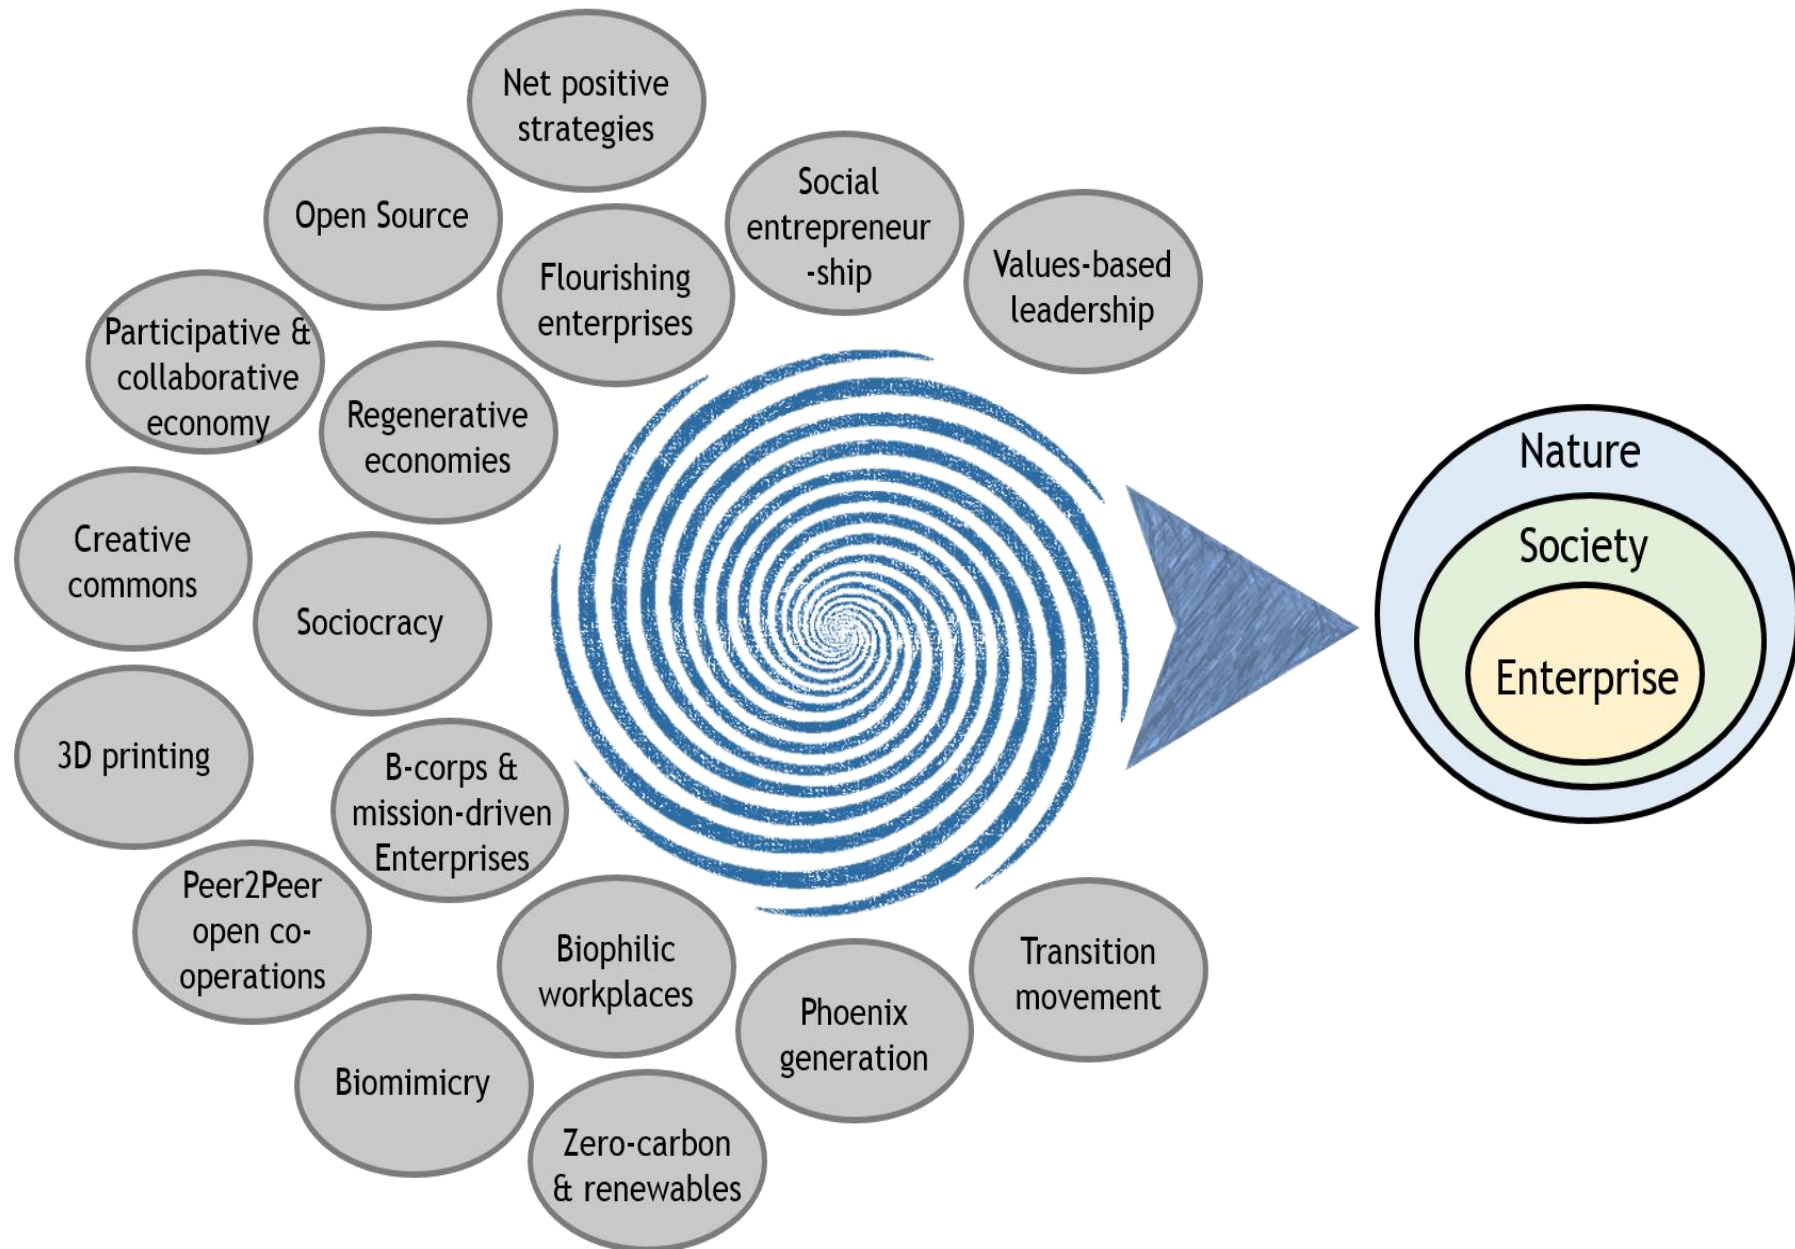 Net positive
strategies
Open Source
Social
entrepreneur
-ship
Values-based
leadership
Flourishing
enterprises
Participative &
collaborative
economy
Regenerative
economies
Creative
commons
Sociocracy
3D printing
B-corps &
mission-driven
Enterprises
Peer2Peer
open co-
operations
Biophilic
workplaces
Transition
movement
Phoenix
generation
Biomimicry
Zero-carbon
& renewables
Nature
Society
Enterprise